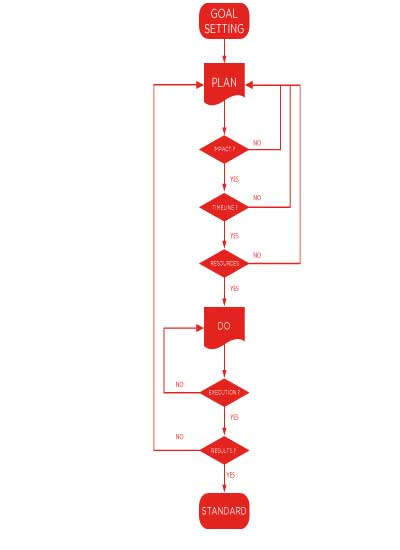 GOAL
SETTING
PLAN
IMPACT ?
NO
YES
TIMELINE ?
NO
YES
RESOURCES
NO
YES
DO
EXECUTION ?
NO
YES
RESULTS ?
NO
YES
STANDARD